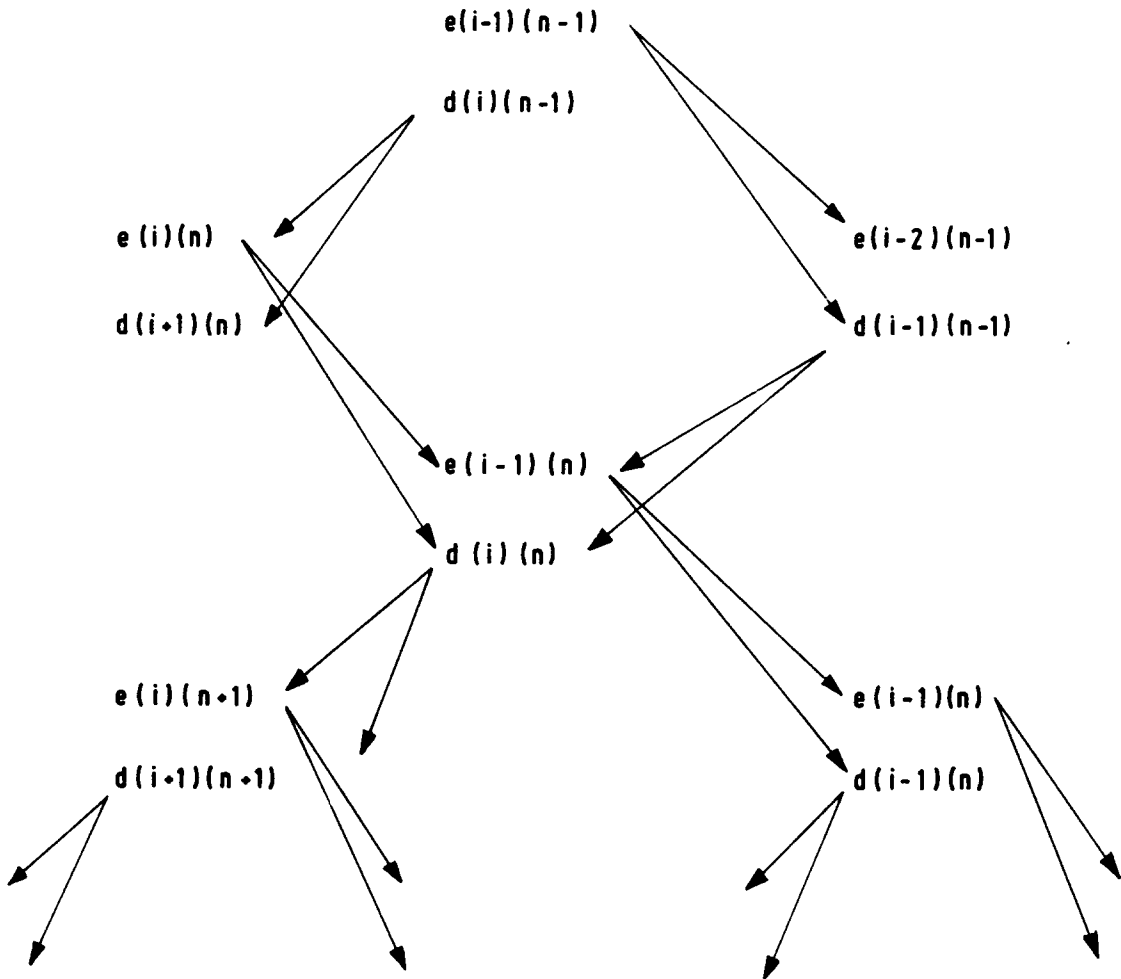 e(i-1)(n-1)
d(i)(n-1)
e(i)(n)
e(i-2)(n-1)
d(i+1)(n)
d(i-1)(n-1)
e(i-1)(n)
d(i)(n)
e(i)(n+1)
e(i-1)(n)
d(i+1)(n+1)
d(i-1)(n)